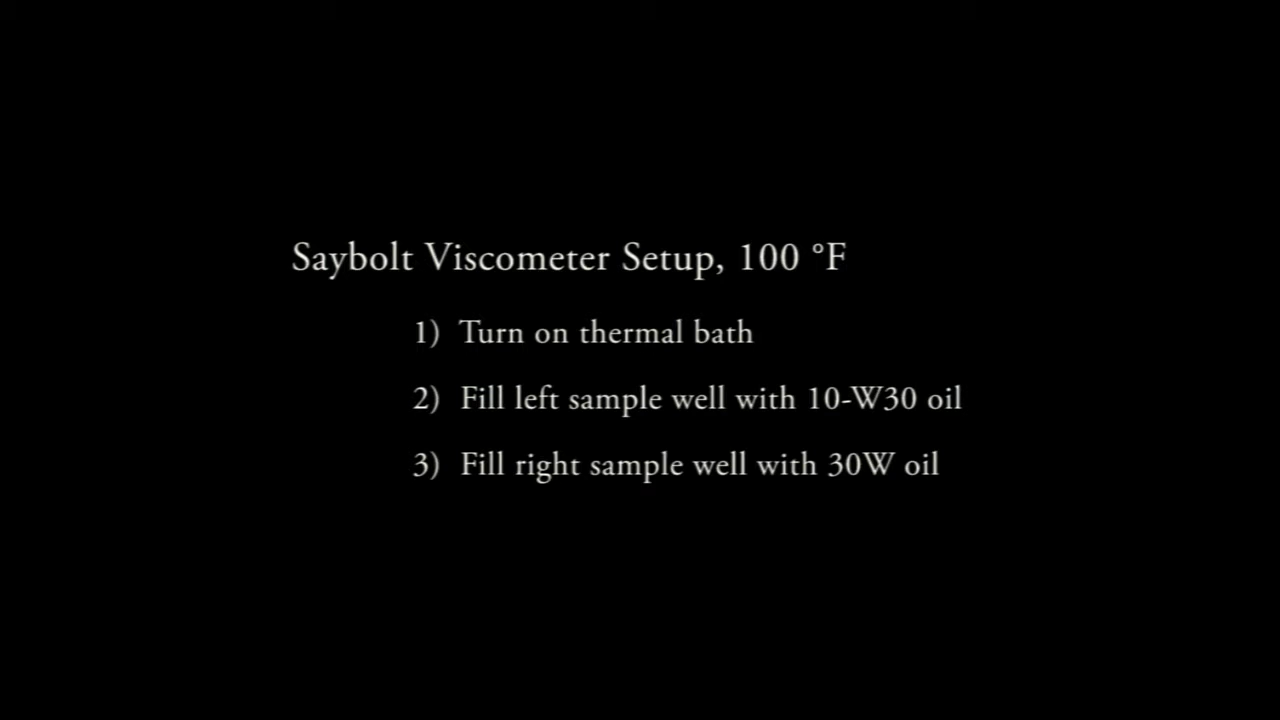 Saybolt Viscometer Setup, 100 °F
1) Turn on thermal bath
2) Fill left sample well with 10-W30 oil
3) Fill right sample well with 30W oil